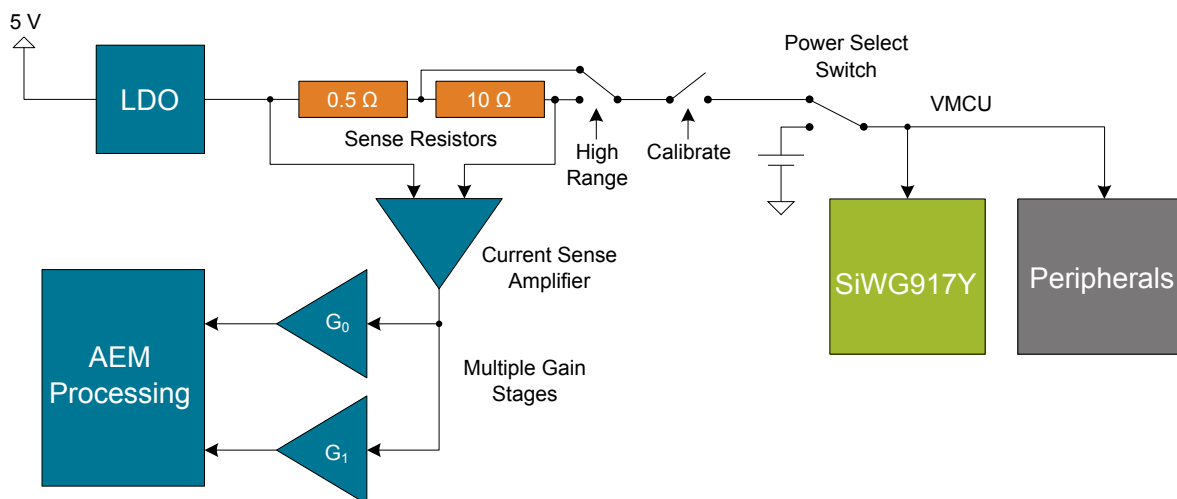 5 V
LDO
0.5 Ω
10 Ω
Sense Resistors
High
Range
Calibrate
Power Select
Switch
VMCU
Current Sense
Amplifier
SiWG917Y
Peripherals
AEM
Processing
G0
G1
Multiple Gain
Stages